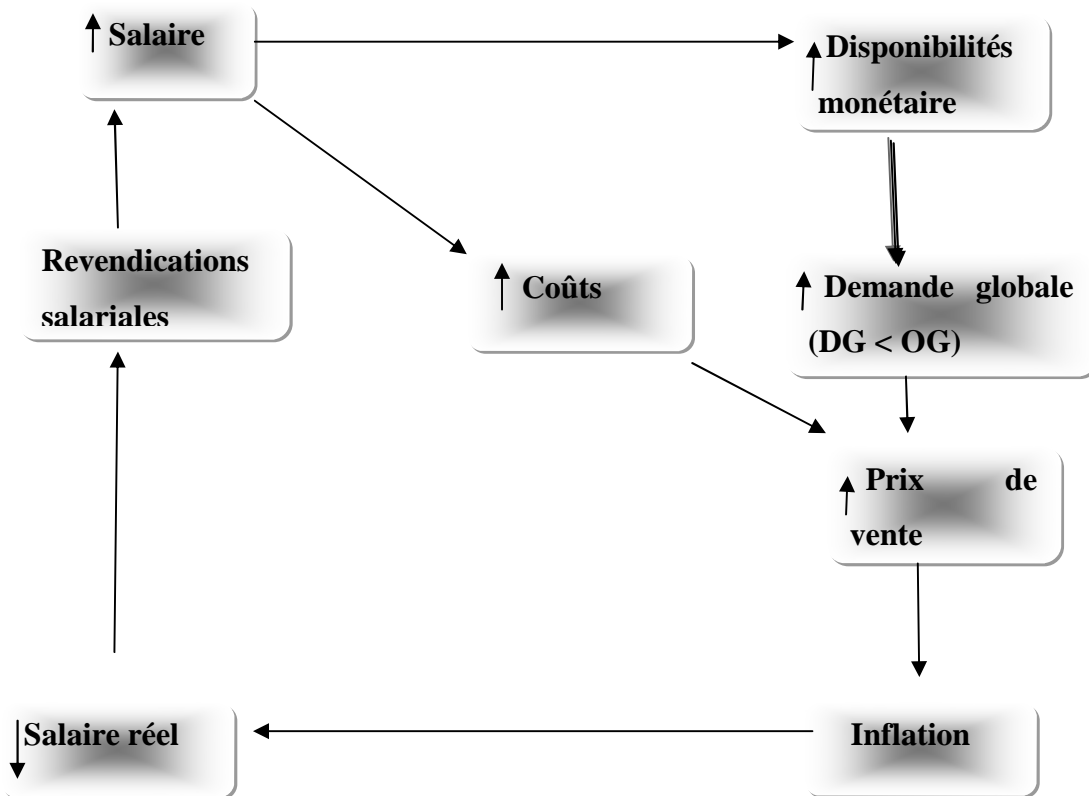 Salaire
Disponibilités
monétaire
Revendications
salariales
Coûts
Demande globale
(DG < OG)
Prix de
vente
Salaire réel
Inflation